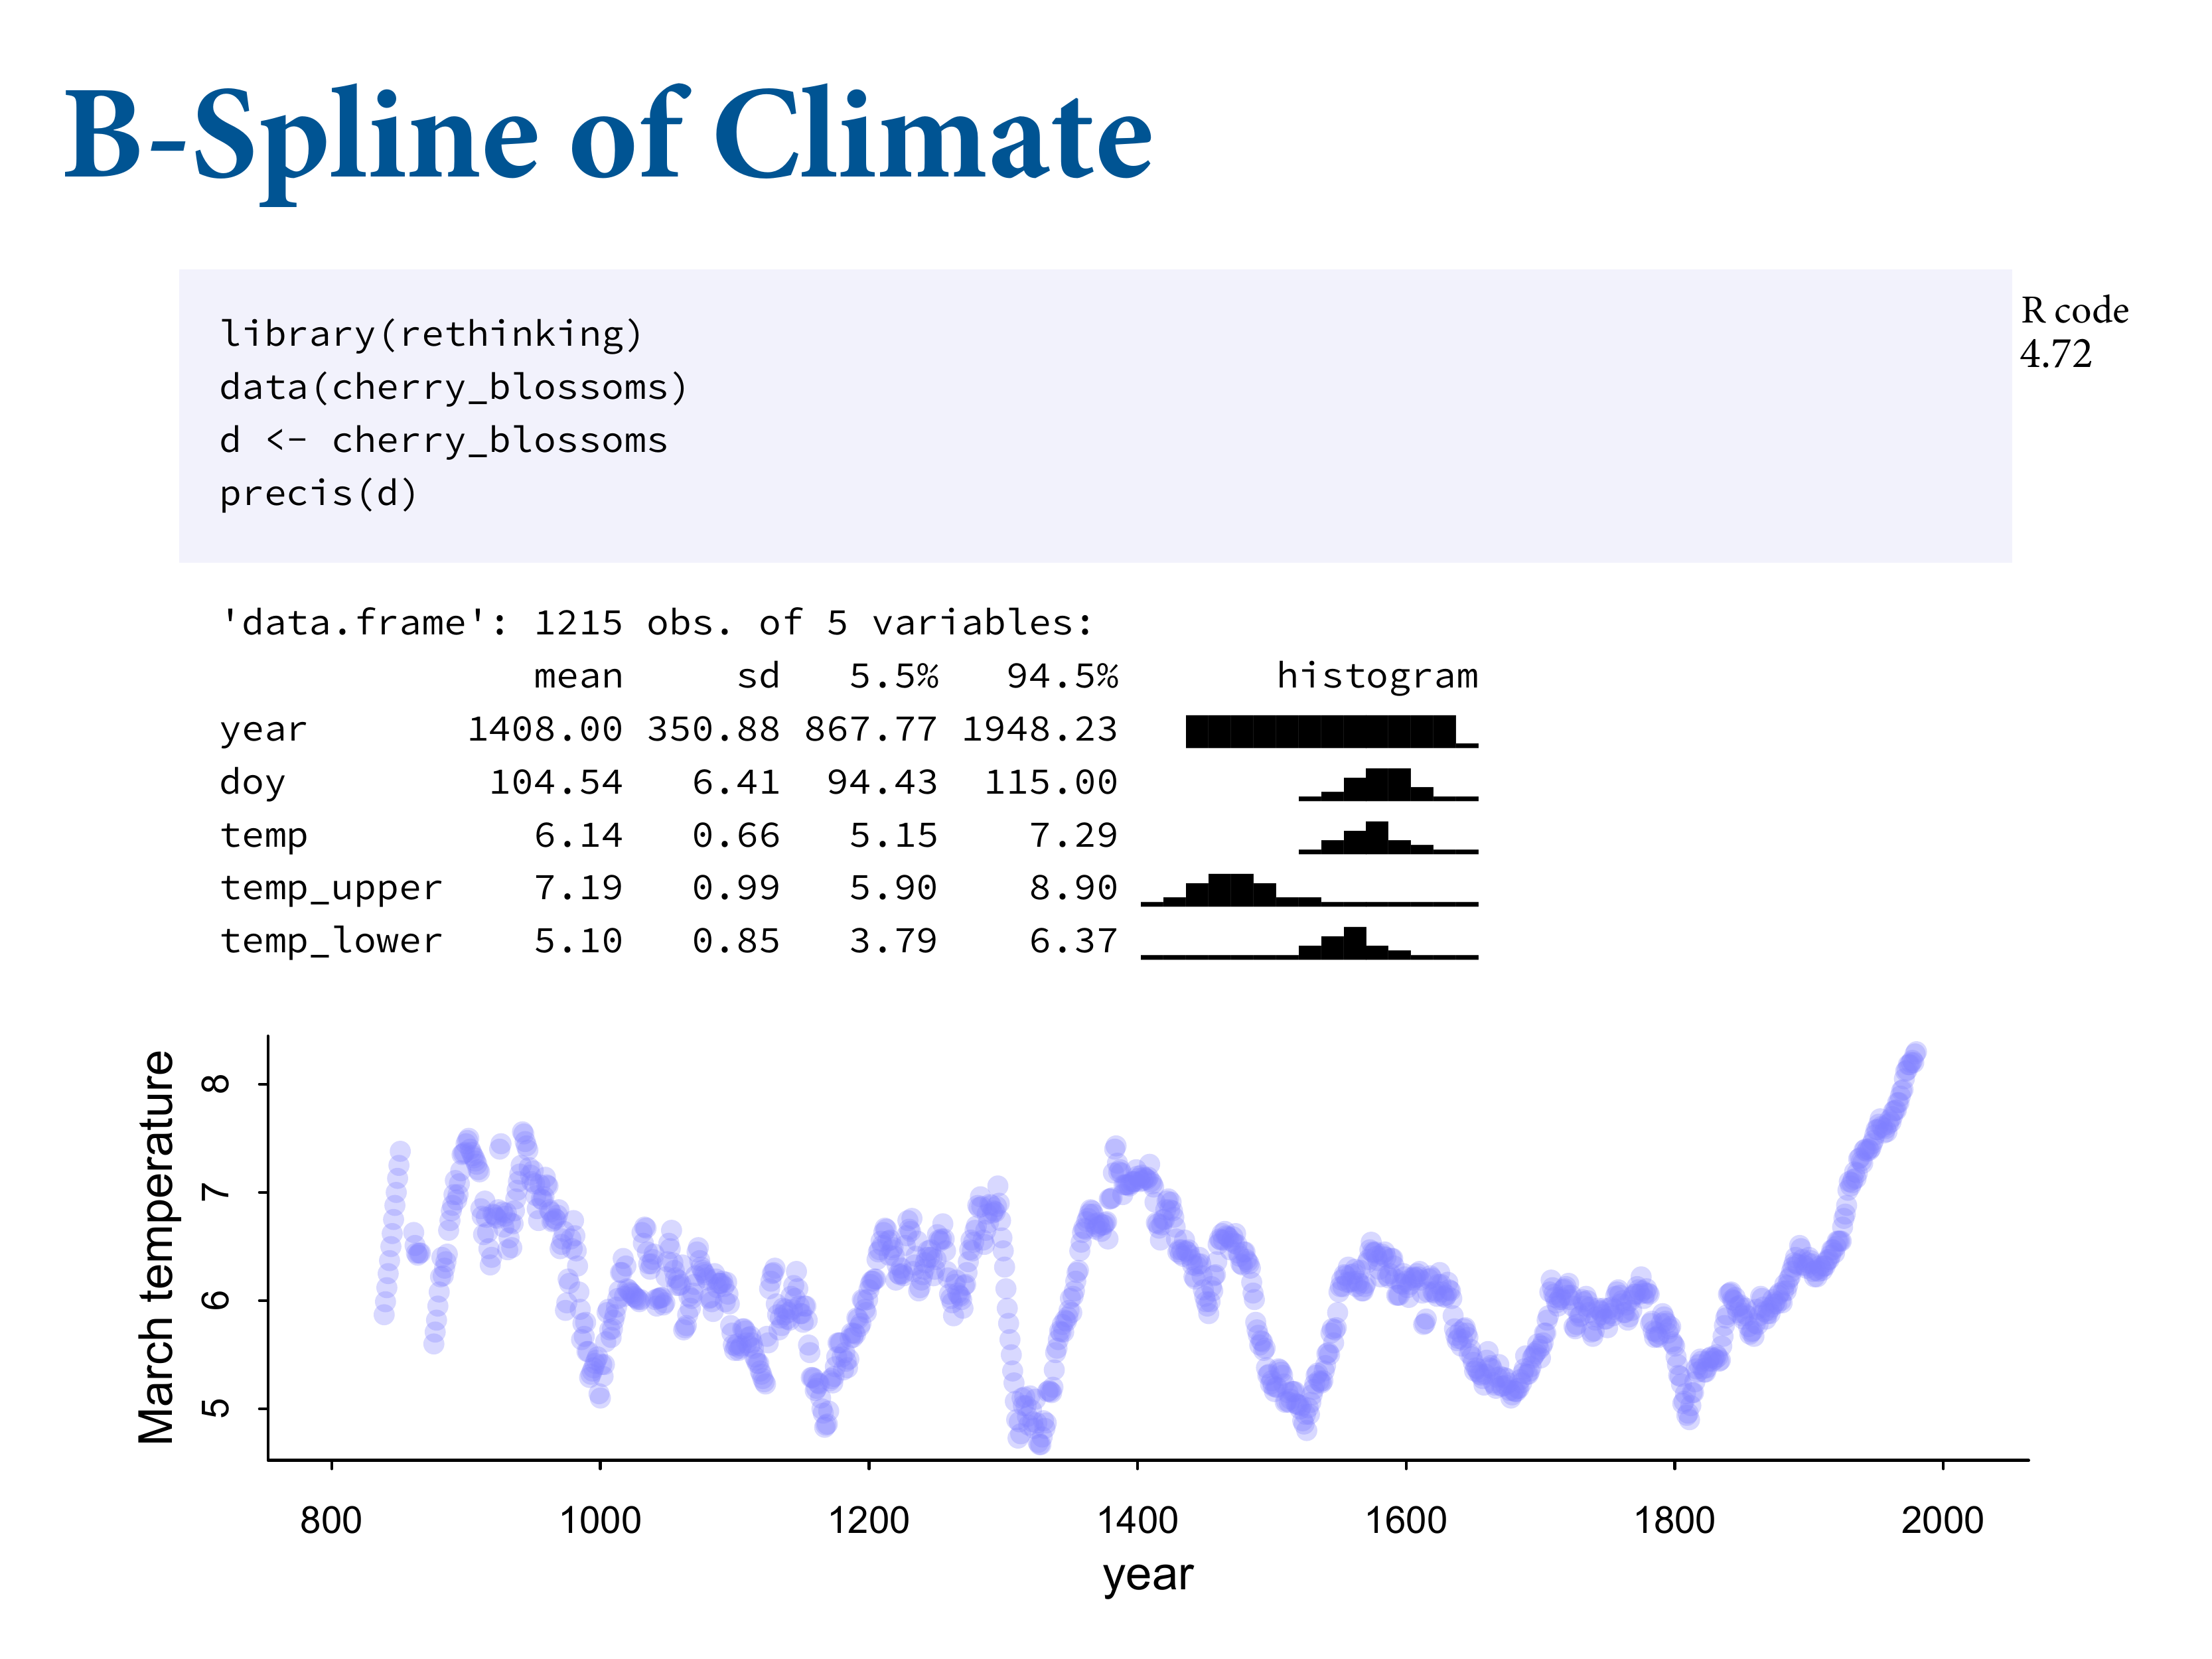 B-Spline of Climate
R code
4.72
library(rethinking)
data(cherry_blossoms)
d <- cherry_blossoms
precis(d)
'data.frame': 1215 obs. of 5 variables:
mean sd 5.5% 94.5% histogram
year 1408.00 350.88 867.77 1948.23
doy 104.54 6.41 94.43 115.00
temp 6.14 0.66 5.15 7.29
temp_upper 7.19 0.99 5.90 8.90
temp_lower 5.10 0.85 3.79 6.37
March temperature
8
7
6
5
800 1000 1200 1400 1600 1800 2000
year